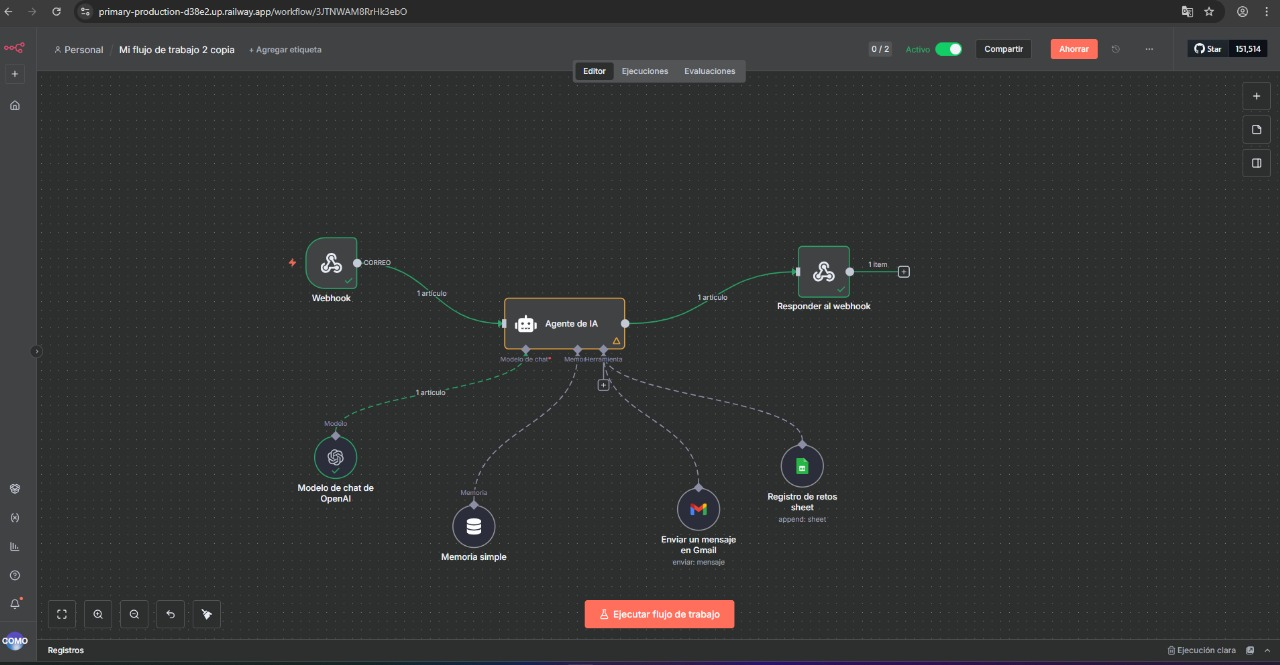 primary-production-d38e2.up.railway.app/workflow/3JTNWAM8RrHk3ebO
Personal / Mi flujo de trabajo 2 copia + Agregar etiqueta
0 / 2 Activo Compartir Ahorrar ... Star 151,514
Editor Ejecuciones Evaluaciones
CORREO
1 artículo
Webhook
Agente de IA
1 artículo
1 item
Responder al webhook
Modelo de chat*
Memoria
Herramienta
1 artículo
Modelo
Modelo de chat de
OpenAI
Memoria
Memoria simple
Enviar un mensaje
en Gmail
enviar: mensaje
Registro de retos
sheet
append: sheet
Ejecutar flujo de trabajo
COMO
Registros
Ejecución clara